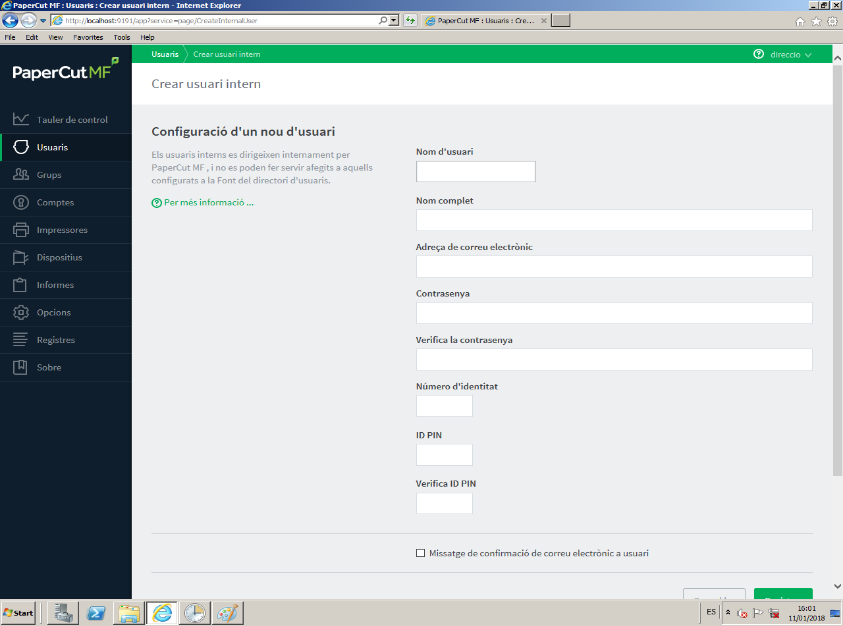 PaperCut MF : Usuaris : Crear usuari intern - Internet Explorer
http://localhost:9191/app?service=page/CreateInternalUser
PaperCut MF : Usuaris : Cre...
File Edit View Favorites Tools Help
PaperCutMF
Usuaris Crear usuari intern
direccio
Crear usuari intern
Tauler de control
Usuaris
Grups
Comptes
Impressores
Dispositius
Informes
Opcions
Registres
Sobre
Configuració d'un nou d'usuari
Els usuaris interns es dirigeixen internament per
PaperCut MF , i no es poden fer servir afegits a aquells
configurats a la Font del directori d'usuaris.
Per més informació ...
Nom d'usuari
Nom complet
Adreça de correu electrònic
Contrasenya
Verifica la contrasenya
Número d'identitat
ID PIN
Verifica ID PIN
Missatge de confirmació de correu electrònic a usuari
Start
ES
16:01
11/01/2018